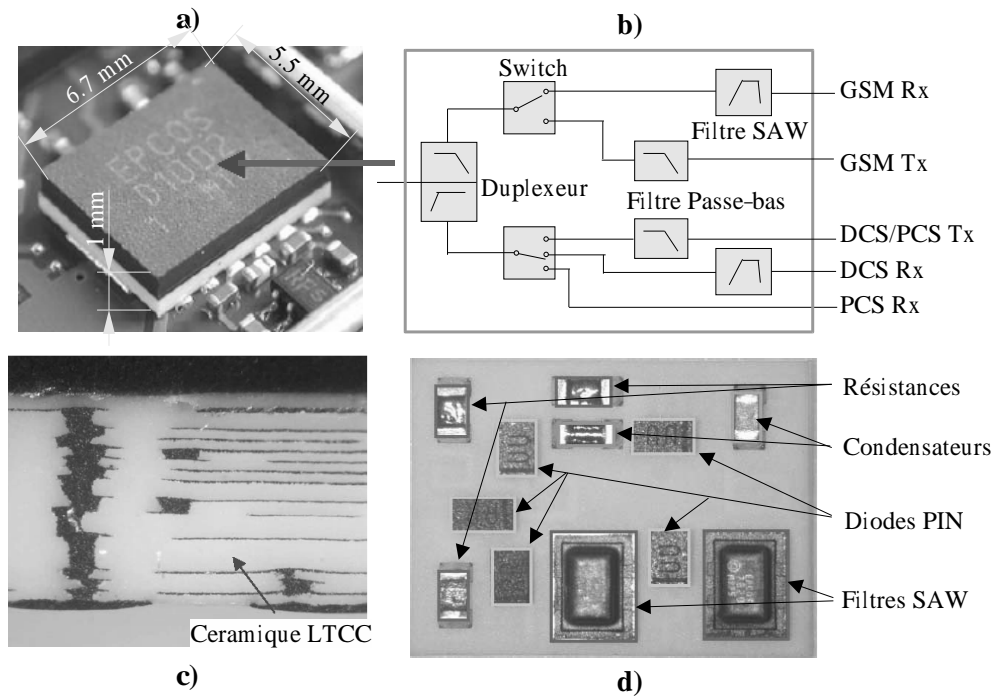 a)
6.7 mm
5.5 mm
1 mm
EPCOS
D1002
b)
Switch
GSM Rx
Filtre SAW
GSM Tx
Duplexeur
Filtre Passe-bas
DCS/PCS Tx
DCS Rx
PCS Rx
Ceramique LTCC
c)
Résistances
Condensateurs
Diodes PIN
Filtres SAW
d)